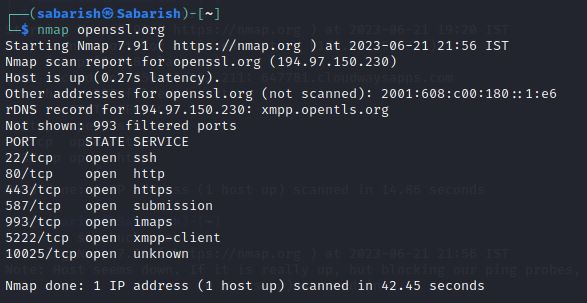 ┌──(sabarish㉿Sabarish)-[~]
└─$ nmap openssl.org
Starting Nmap 7.91 ( https://nmap.org ) at 2023-06-21 21:56 IST
Nmap scan report for openssl.org (194.97.150.230)
Host is up (0.27s latency).
Other addresses for openssl.org (not scanned): 2001:608:c00:180::1:e6
rDNS record for 194.97.150.230: xmpp.opentls.org
Not shown: 993 filtered ports
PORT      STATE SERVICE
22/tcp    open  ssh
80/tcp    open  http
443/tcp   open  https
587/tcp   open  submission
993/tcp   open  imaps
5222/tcp  open  xmpp-client
10025/tcp open  unknown
Nmap done: 1 IP address (1 host up) scanned in 42.45 seconds